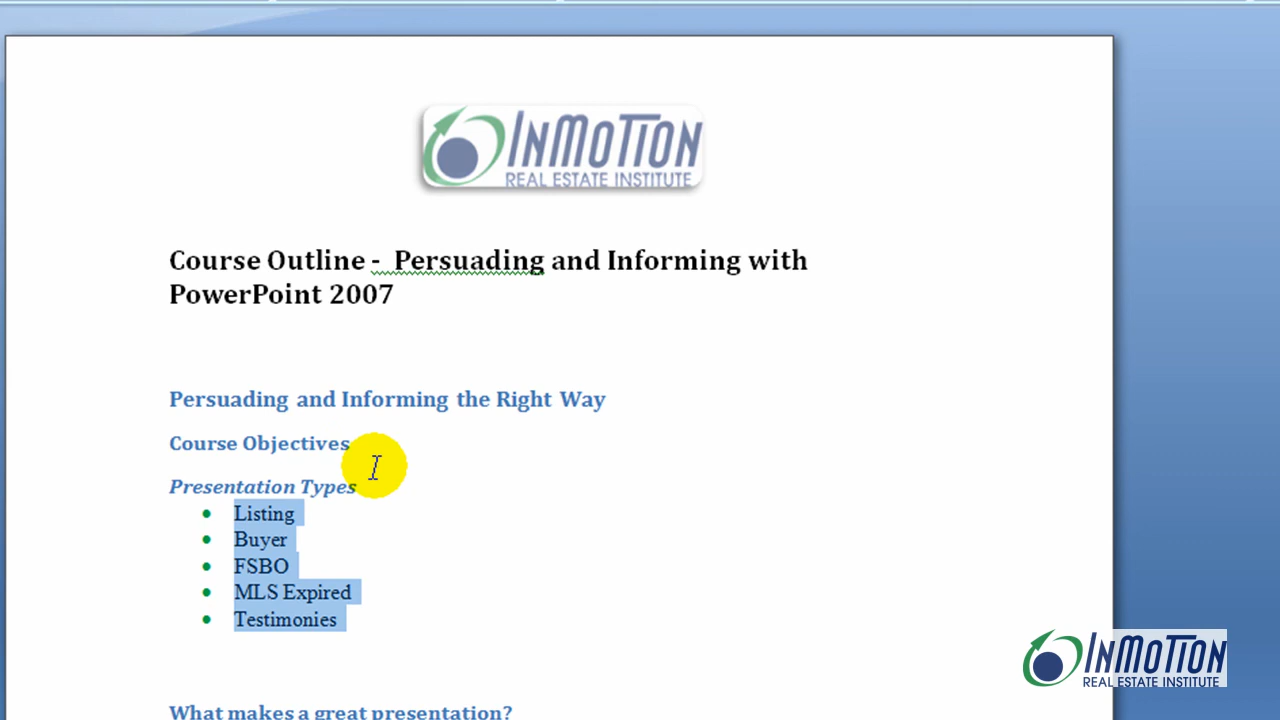 INMOTION
REAL ESTATE INSTITUTE
Course Outline - Persuading and Informing with
PowerPoint 2007
Persuading and Informing the Right Way
Course Objectives
Presentation Types
• Listing
• Buyer
• FSBO
• MLS Expired
• Testimonies
What makes a great presentation?
INMOTION
REAL ESTATE INSTITUTE